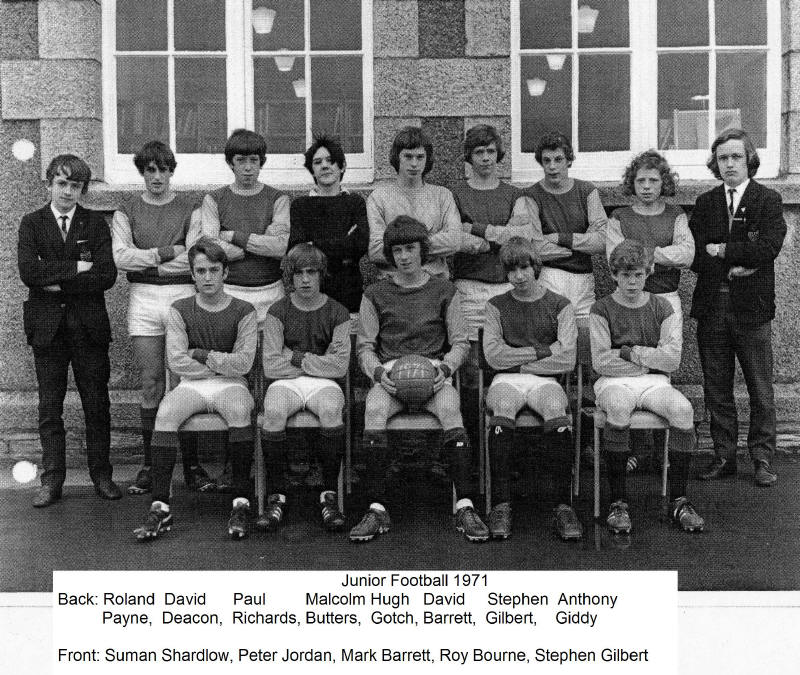 1971
Junior Football 1971
Back: Roland David Paul Malcolm Hugh David Stephen Anthony
Payne, Deacon, Richards, Butters, Gotch, Barrett, Gilbert, Giddy
Front: Suman Shardlow, Peter Jordan, Mark Barrett, Roy Bourne, Stephen Gilbert